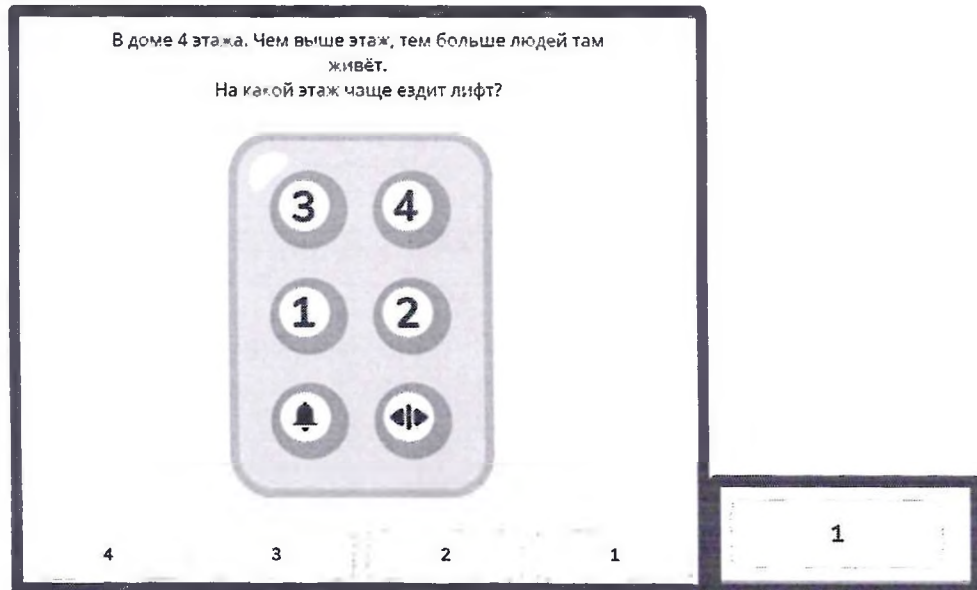 В доме 4 этажа. Чем выше этаж, тем больше людей там
живёт.
На какой этаж чаще ездит лифт?
3 4
1 2
4 3 2 1
1